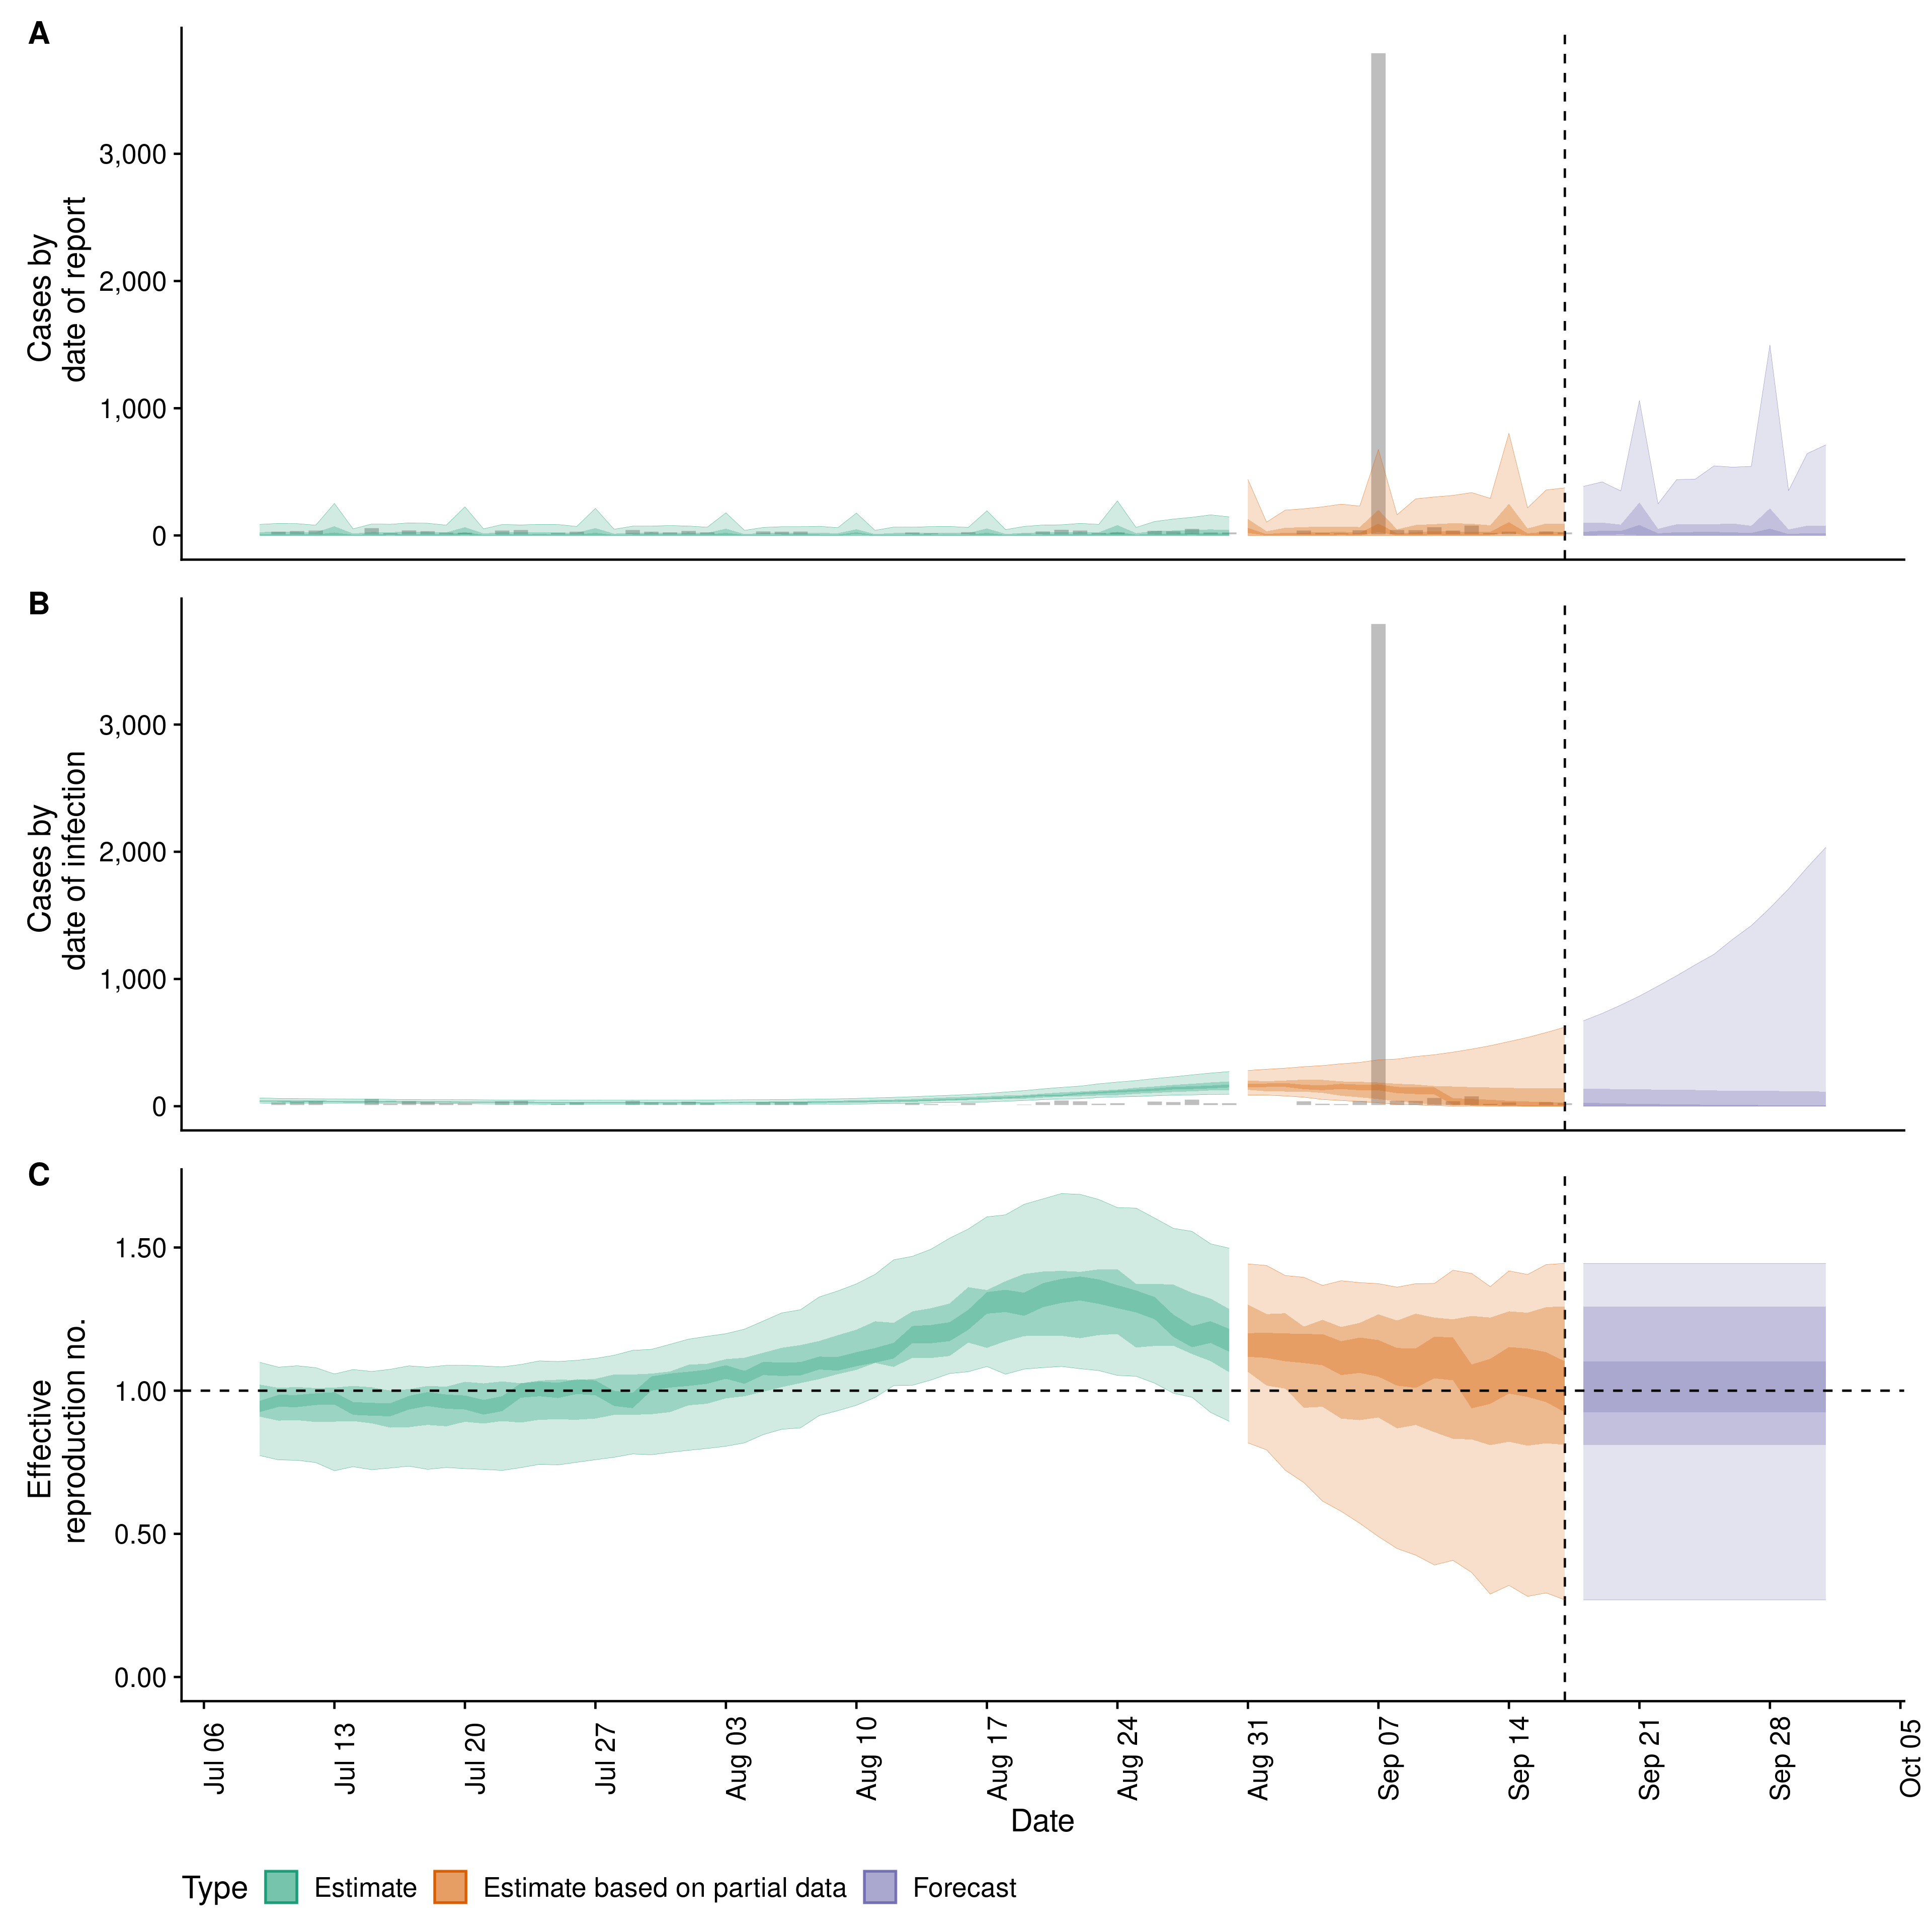 A
Cases by
date of report
3,000
2,000
1,000
0
B
Cases by
date of infection
3,000
2,000
1,000
0
C
Effective
reproduction no.
1.50
1.00
0.50
0.00
Jul 06
Jul 13
Jul 20
Jul 27
Aug 03
Aug 10
Aug 17
Aug 24
Aug 31
Sep 07
Sep 14
Sep 21
Sep 28
Oct 05
Date
Type Estimate Estimate based on partial data Forecast